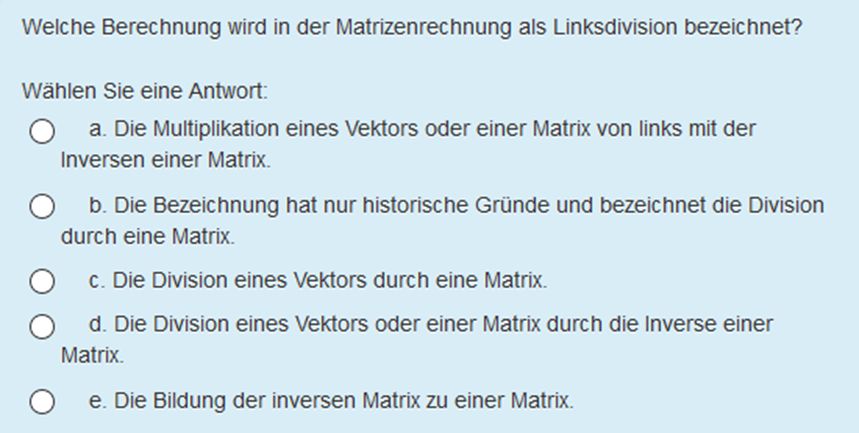 Welche Berechnung wird in der Matrizenrechnung als Linksdivision bezeichnet?
Wählen Sie eine Antwort:
a. Die Multiplikation eines Vektors oder einer Matrix von links mit der
Inversen einer Matrix.
b. Die Bezeichnung hat nur historische Gründe und bezeichnet die Division
durch eine Matrix.
c. Die Division eines Vektors durch eine Matrix.
d. Die Division eines Vektors oder einer Matrix durch die Inverse einer
Matrix.
e. Die Bildung der inversen Matrix zu einer Matrix.